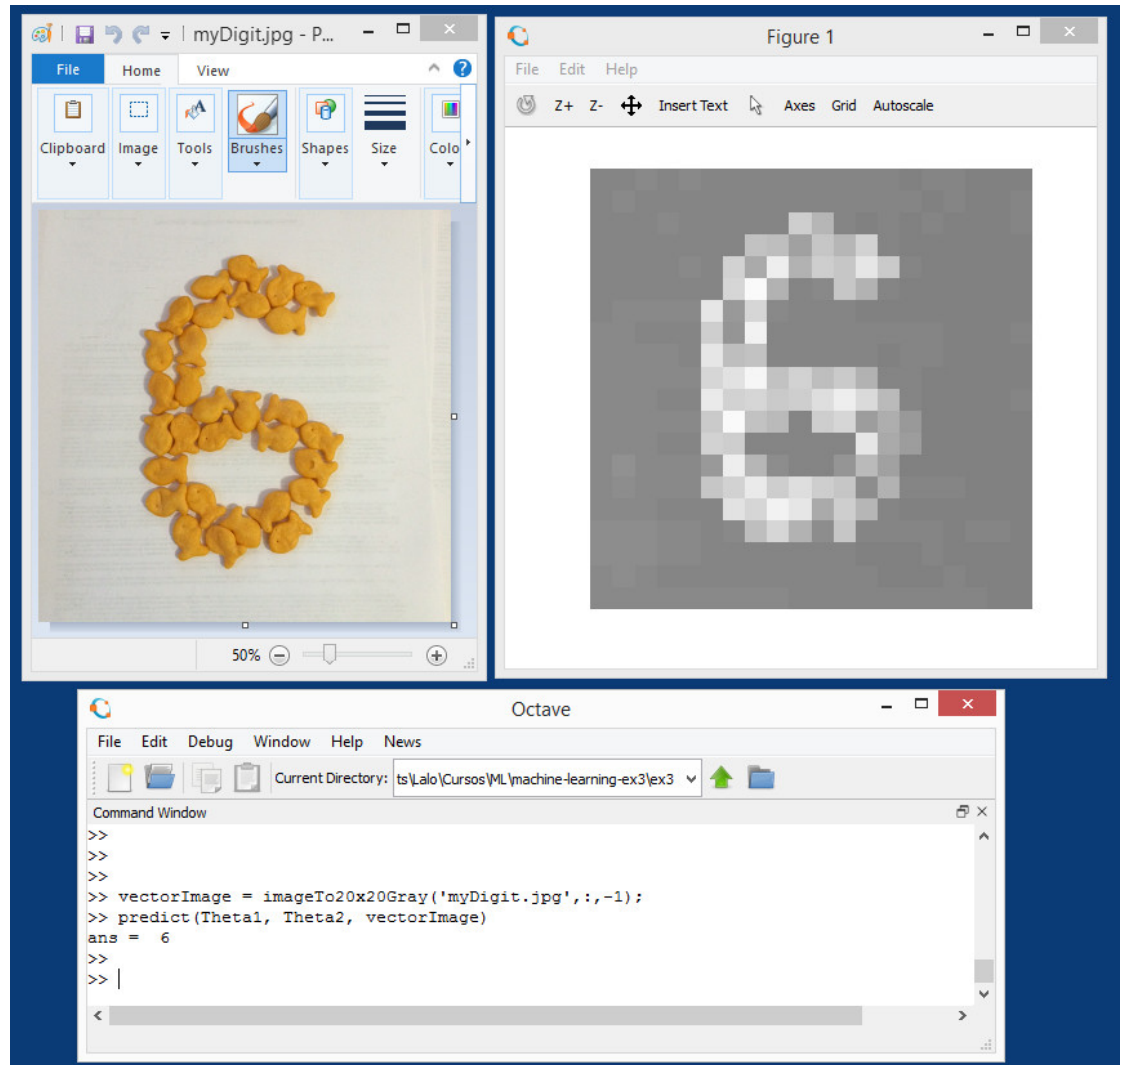 myDigit.jpg - P...
File Home View
Clipboard Image Tools Brushes Shapes Size Colo
50%
Figure 1
File Edit Help
Z+ Z- Insert Text Axes Grid Autoscale
6
Octave
File Edit Debug Window Help News
Current Directory: ts\Lalo\Cursos\ML\machine-learning-ex3\ex3
Command Window
>>
>>
>>
>> vectorImage = imageTo20x20Gray('myDigit.jpg',:,-1);
>> predict(Theta1, Theta2, vectorImage)
ans = 6
>>
>>